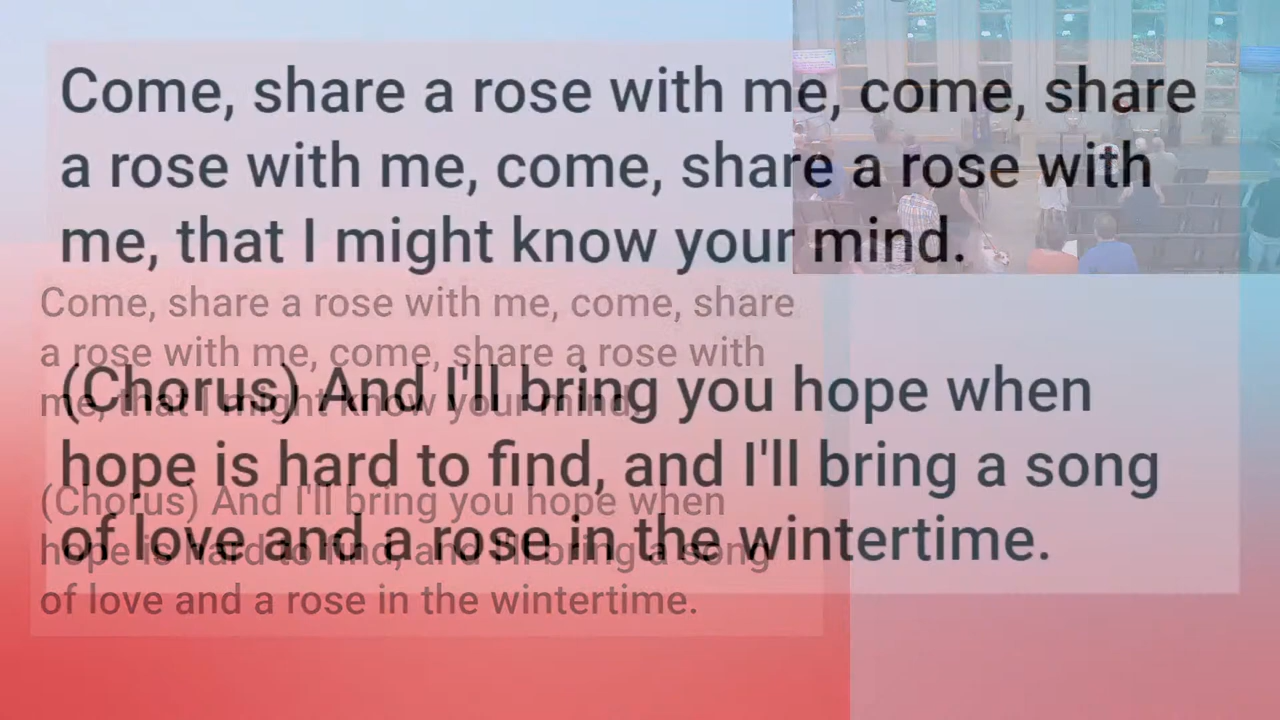 Come, share a rose with me, come, share
a rose with me, come, share a rose with
me, that I might know your mind.
(Chorus) And I'll bring you hope when
hope is hard to find, and I'll bring a song
of love and a rose in the wintertime.
Come, share a rose with me, come, share
a rose with me, come, share a rose with
me, that I might know your mind.
(Chorus) And I'll bring you hope when
hope is hard to find, and I'll bring a song
of love and a rose in the wintertime.